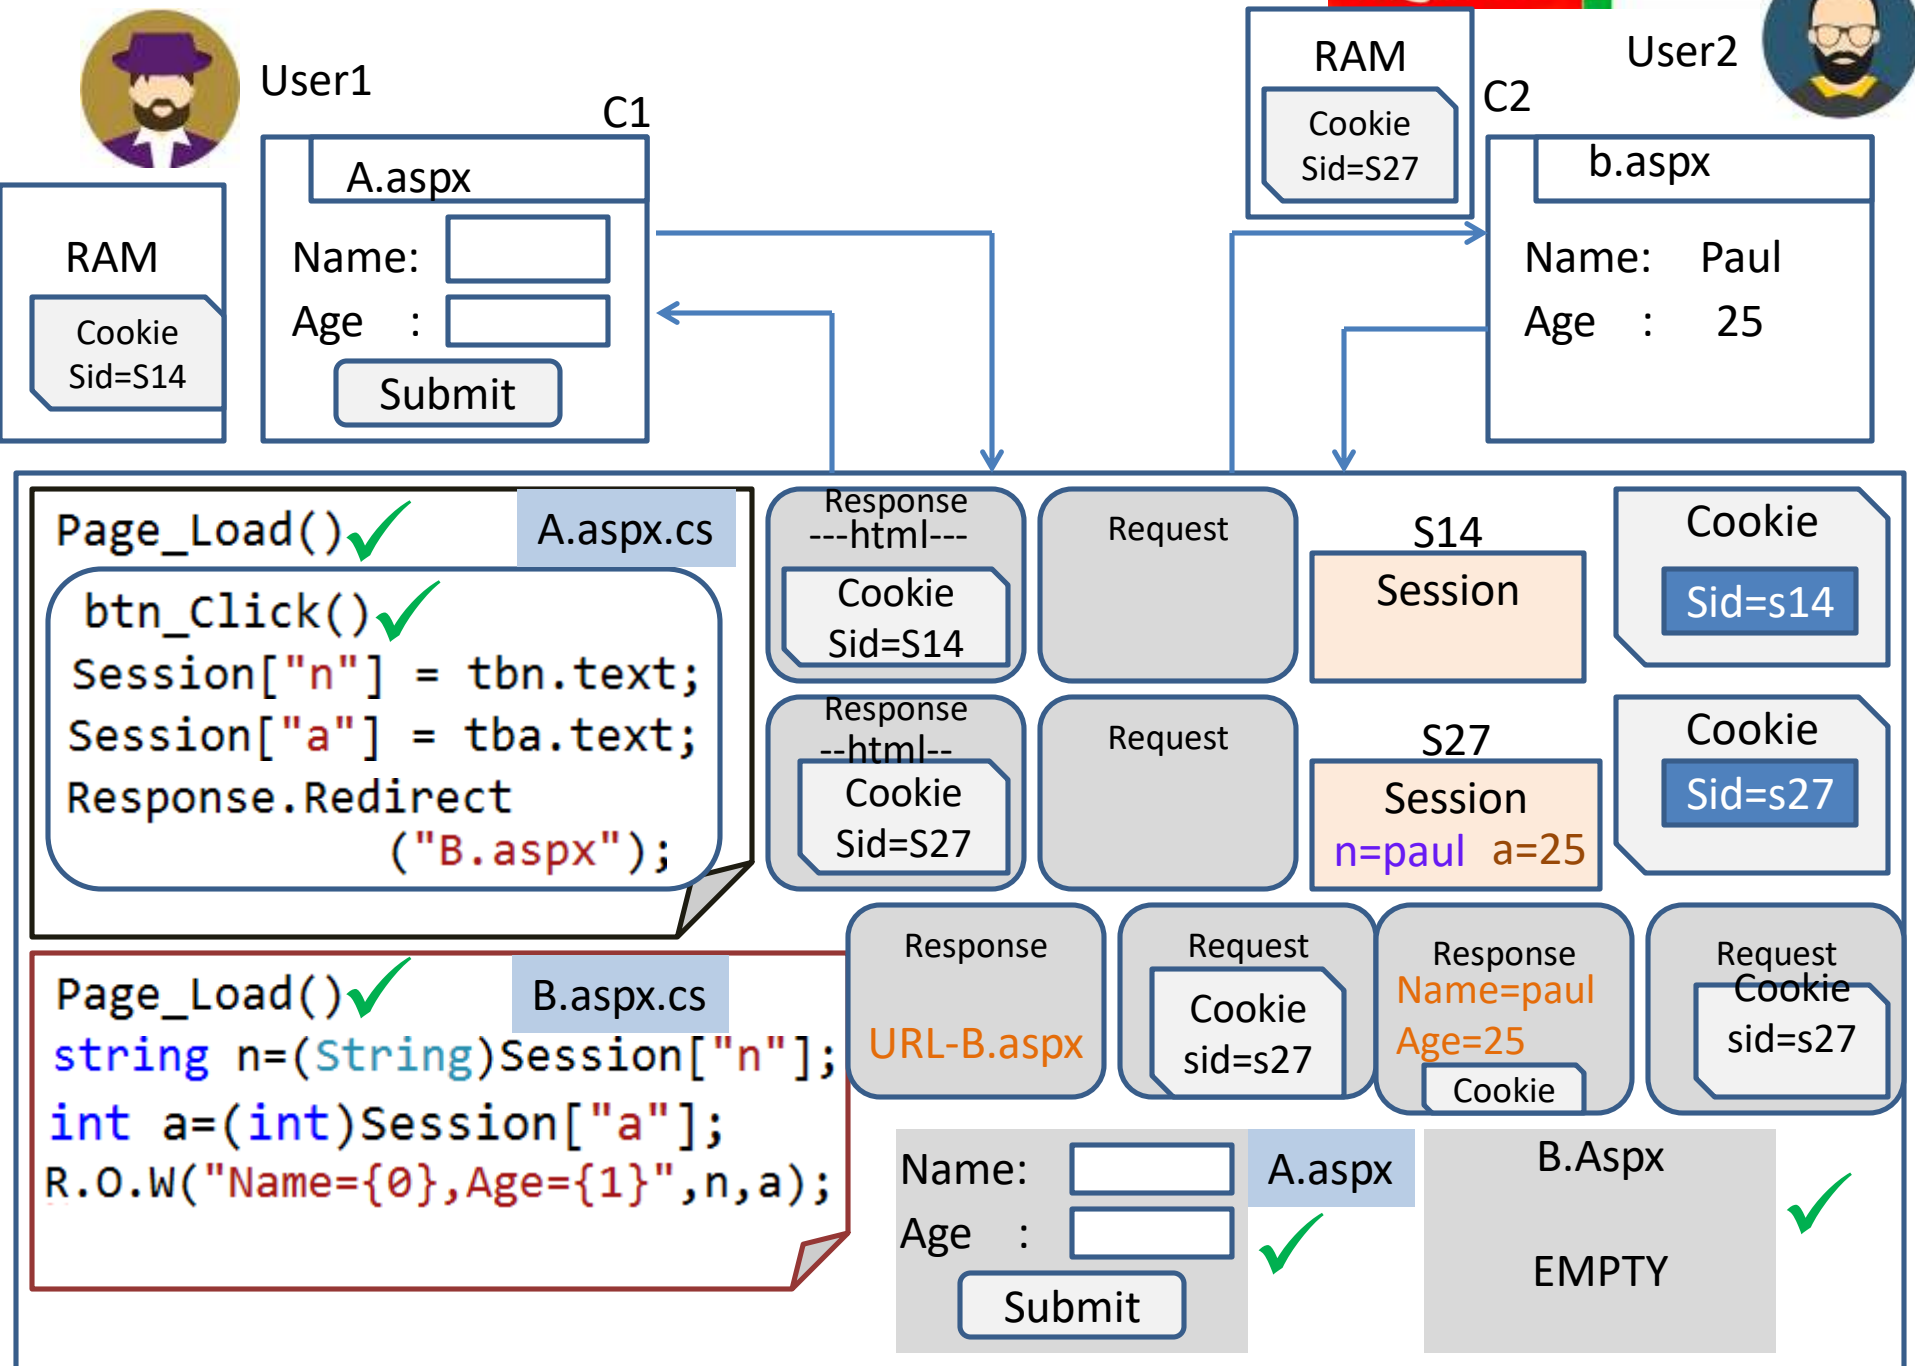 User1
C1
A.aspx
RAM
Cookie
Sid=S14
Name:
Age :
Submit
RAM
Cookie
Sid=S27
User2
C2
b.aspx
Name: Paul
Age : 25
Page_Load()
A.aspx.cs
btn_Click()
Session["n"] = tbn.text;
Session["a"] = tba.text;
Response.Redirect
("B.aspx");
Response
---html---
Cookie
Sid=S14
Request
S14
Session
Cookie
Sid=s14
Response
--html--
Cookie
Sid=S27
Request
S27
Session
n=paul a=25
Cookie
Sid=s27
Page_Load()
B.aspx.cs
string n=(String)Session["n"];
int a=(int)Session["a"];
R.O.W("Name={0},Age={1}",n,a);
Response
URL-B.aspx
Request
Cookie
sid=s27
Response
Name=paul
Age=25
Cookie
Request
Cookie
sid=s27
Name:
Age :
Submit
A.aspx
B.Aspx
EMPTY